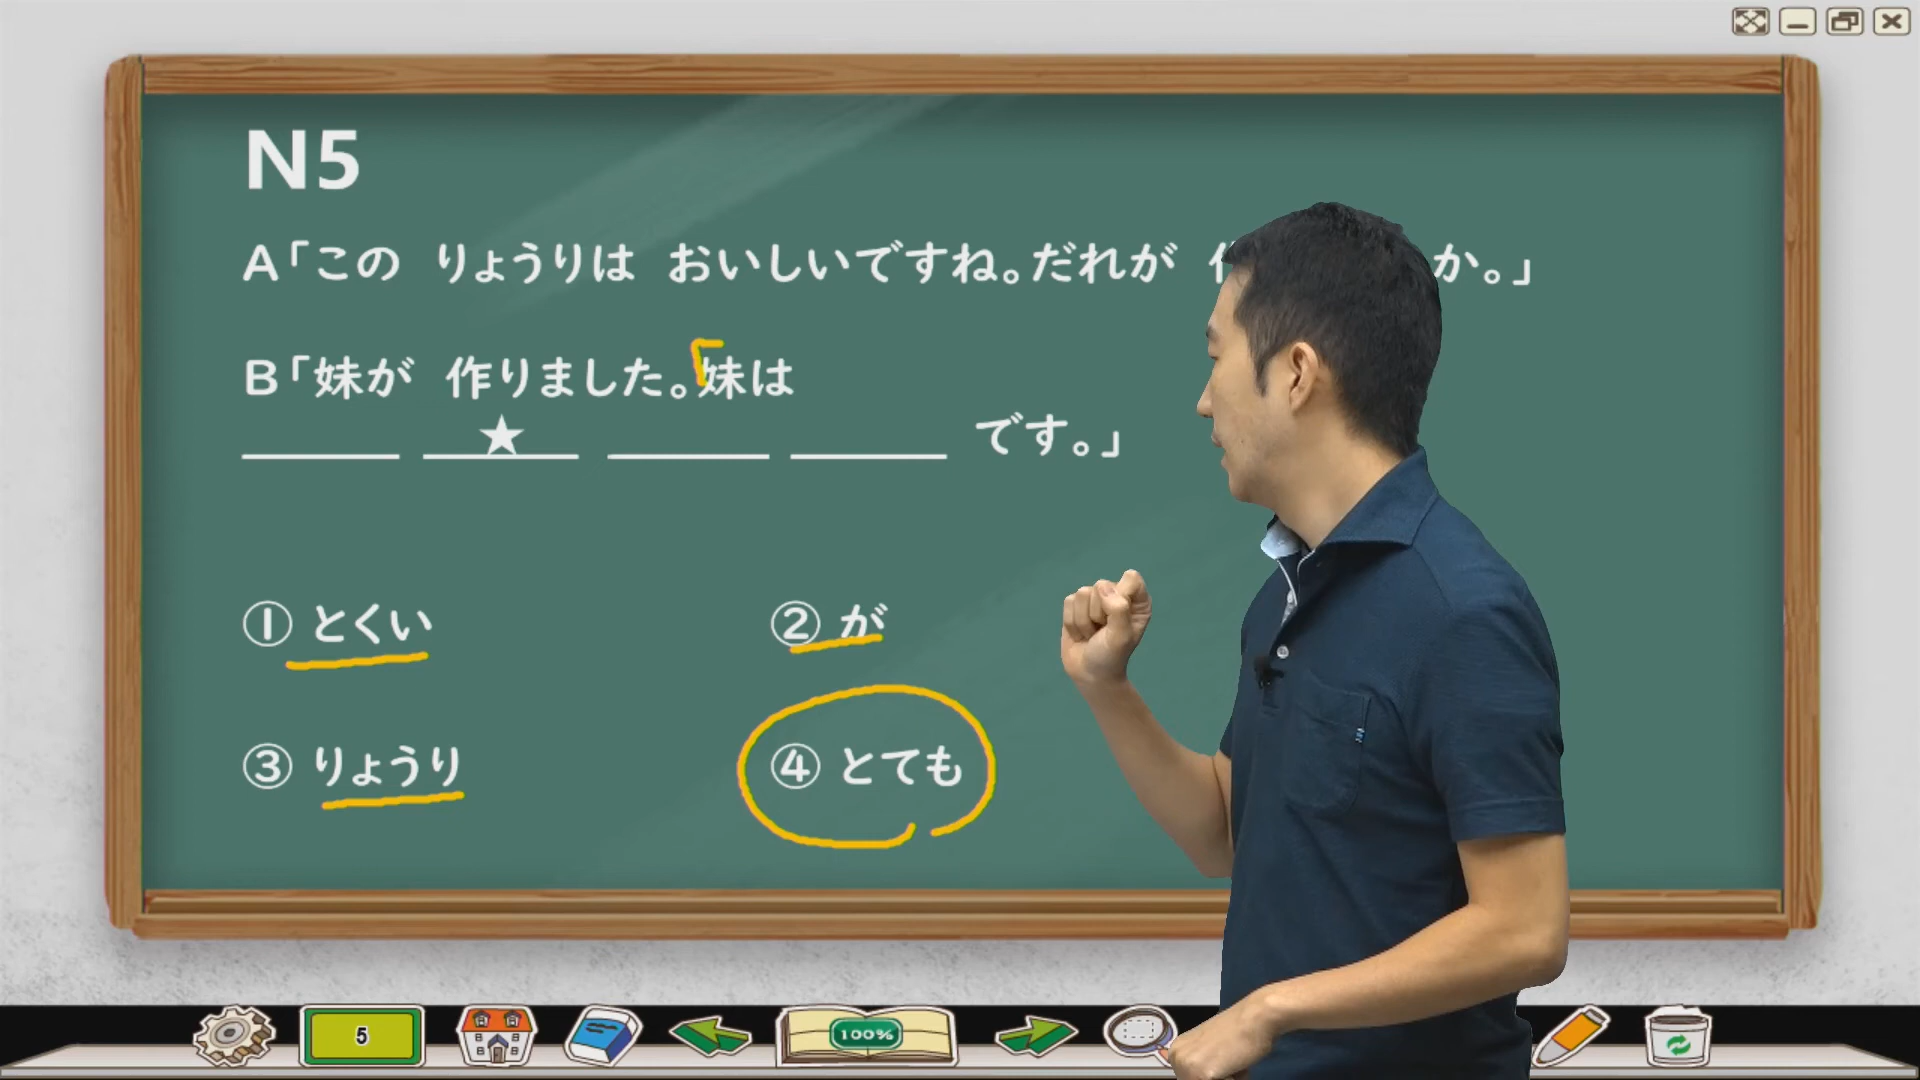 N5
A「この りょうりは おいしいですね。だれが か。」
B「妹が 作りました。妹は
★ です。」
① とくい ② が
③ りょうり ④ とても
5 100%